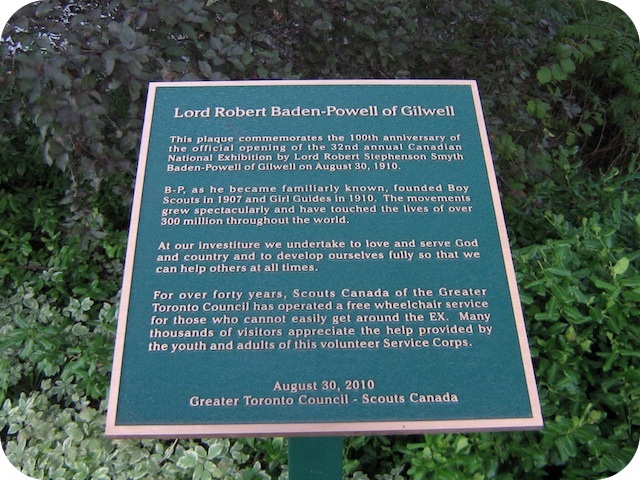 Lord Robert Baden-Powell of Gilwell
This plaque commemorates the 100th anniversary of
the official opening of the 32nd annual Canadian
National Exhibition by Lord Robert Stephenson Smyth
Baden-Powell of Gilwell on August 30, 1910.
B-P, as he became familiarly known, founded Boy
Scouts in 1907 and Girl Guides in 1910. The movements
grew spectacularly and have touched the lives of over
300 million throughout the world.
At our investiture we undertake to love and serve God
and country and to develop ourselves fully so that we
can help others at all times.
For over forty years, Scouts Canada of the Greater
Toronto Council has operated a free wheelchair service
for those who cannot easily get around the EX. Many
thousands of visitors appreciate the help provided by
the youth and adults of this volunteer Service Corps.
August 30, 2010
Greater Toronto Council - Scouts Canada